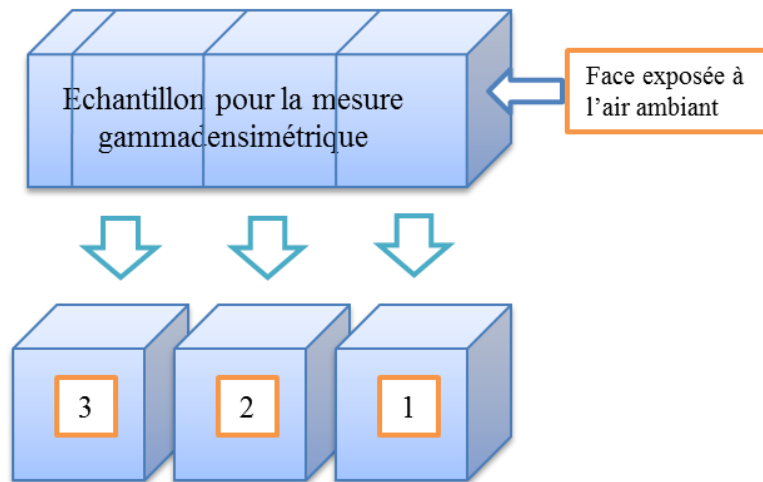 Echantillon pour la mesure
gammadensimétrique
Face exposée à
l'air ambiant
3
2
1